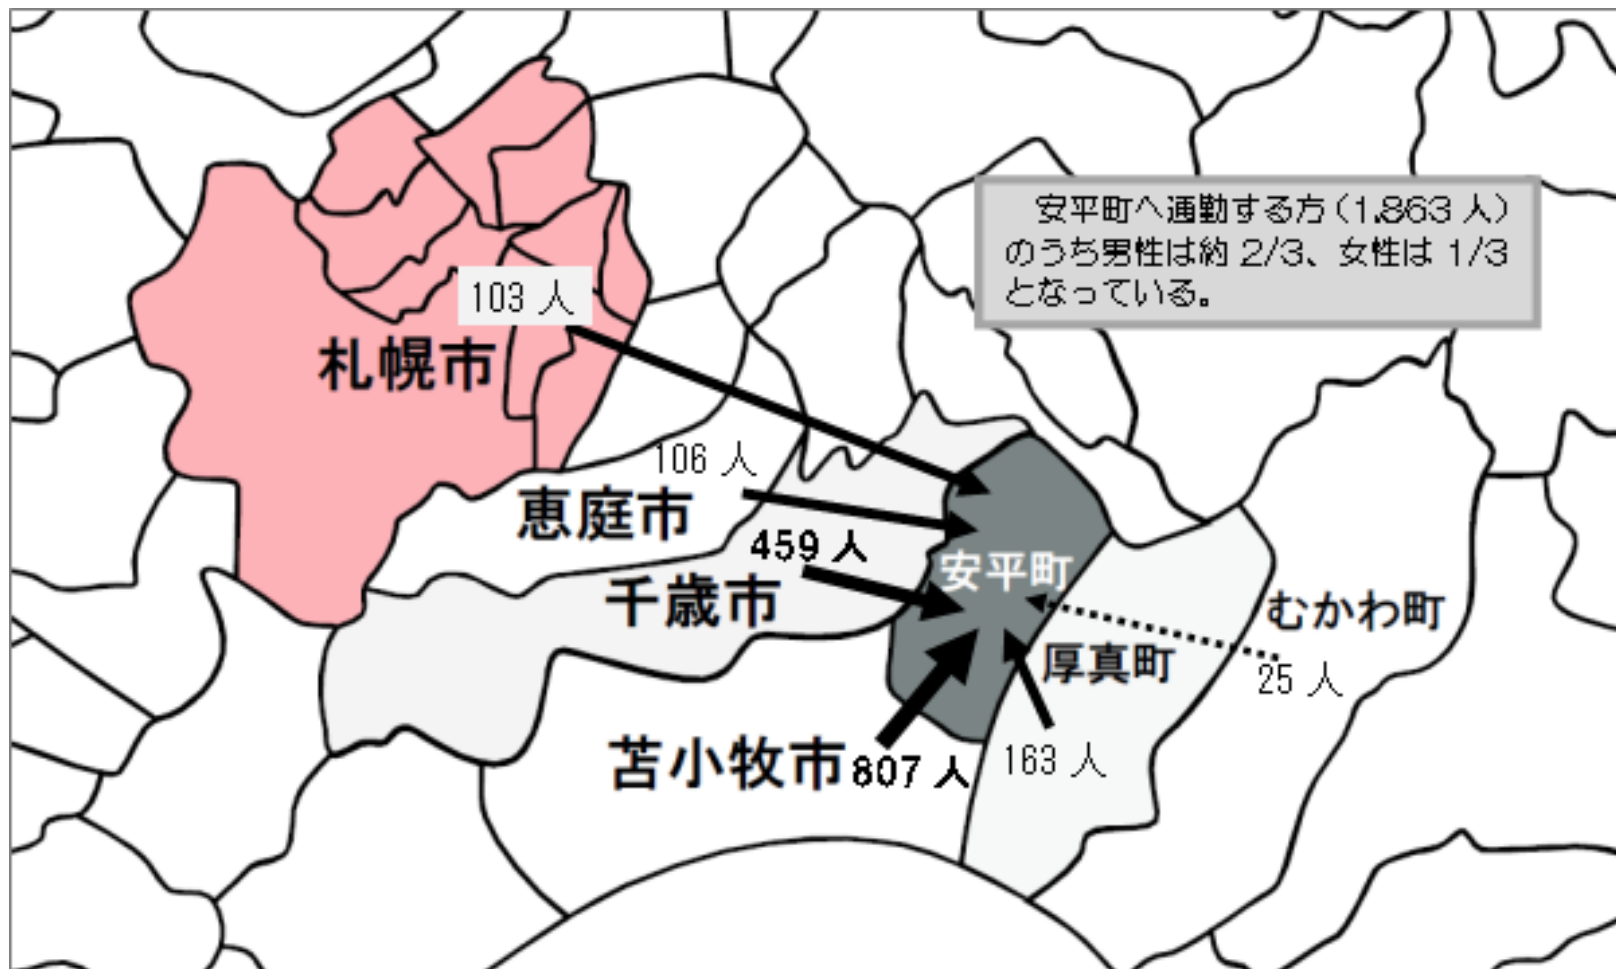 安平町へ通勤する方（1,863 人）
のうち男性は約 2/3、女性は 1/3
となっている。
103 人
札幌市
106 人
恵庭市
459 人
安平町
千歳市
むかわ町
厚真町
25 人
苫小牧市
807 人
163 人